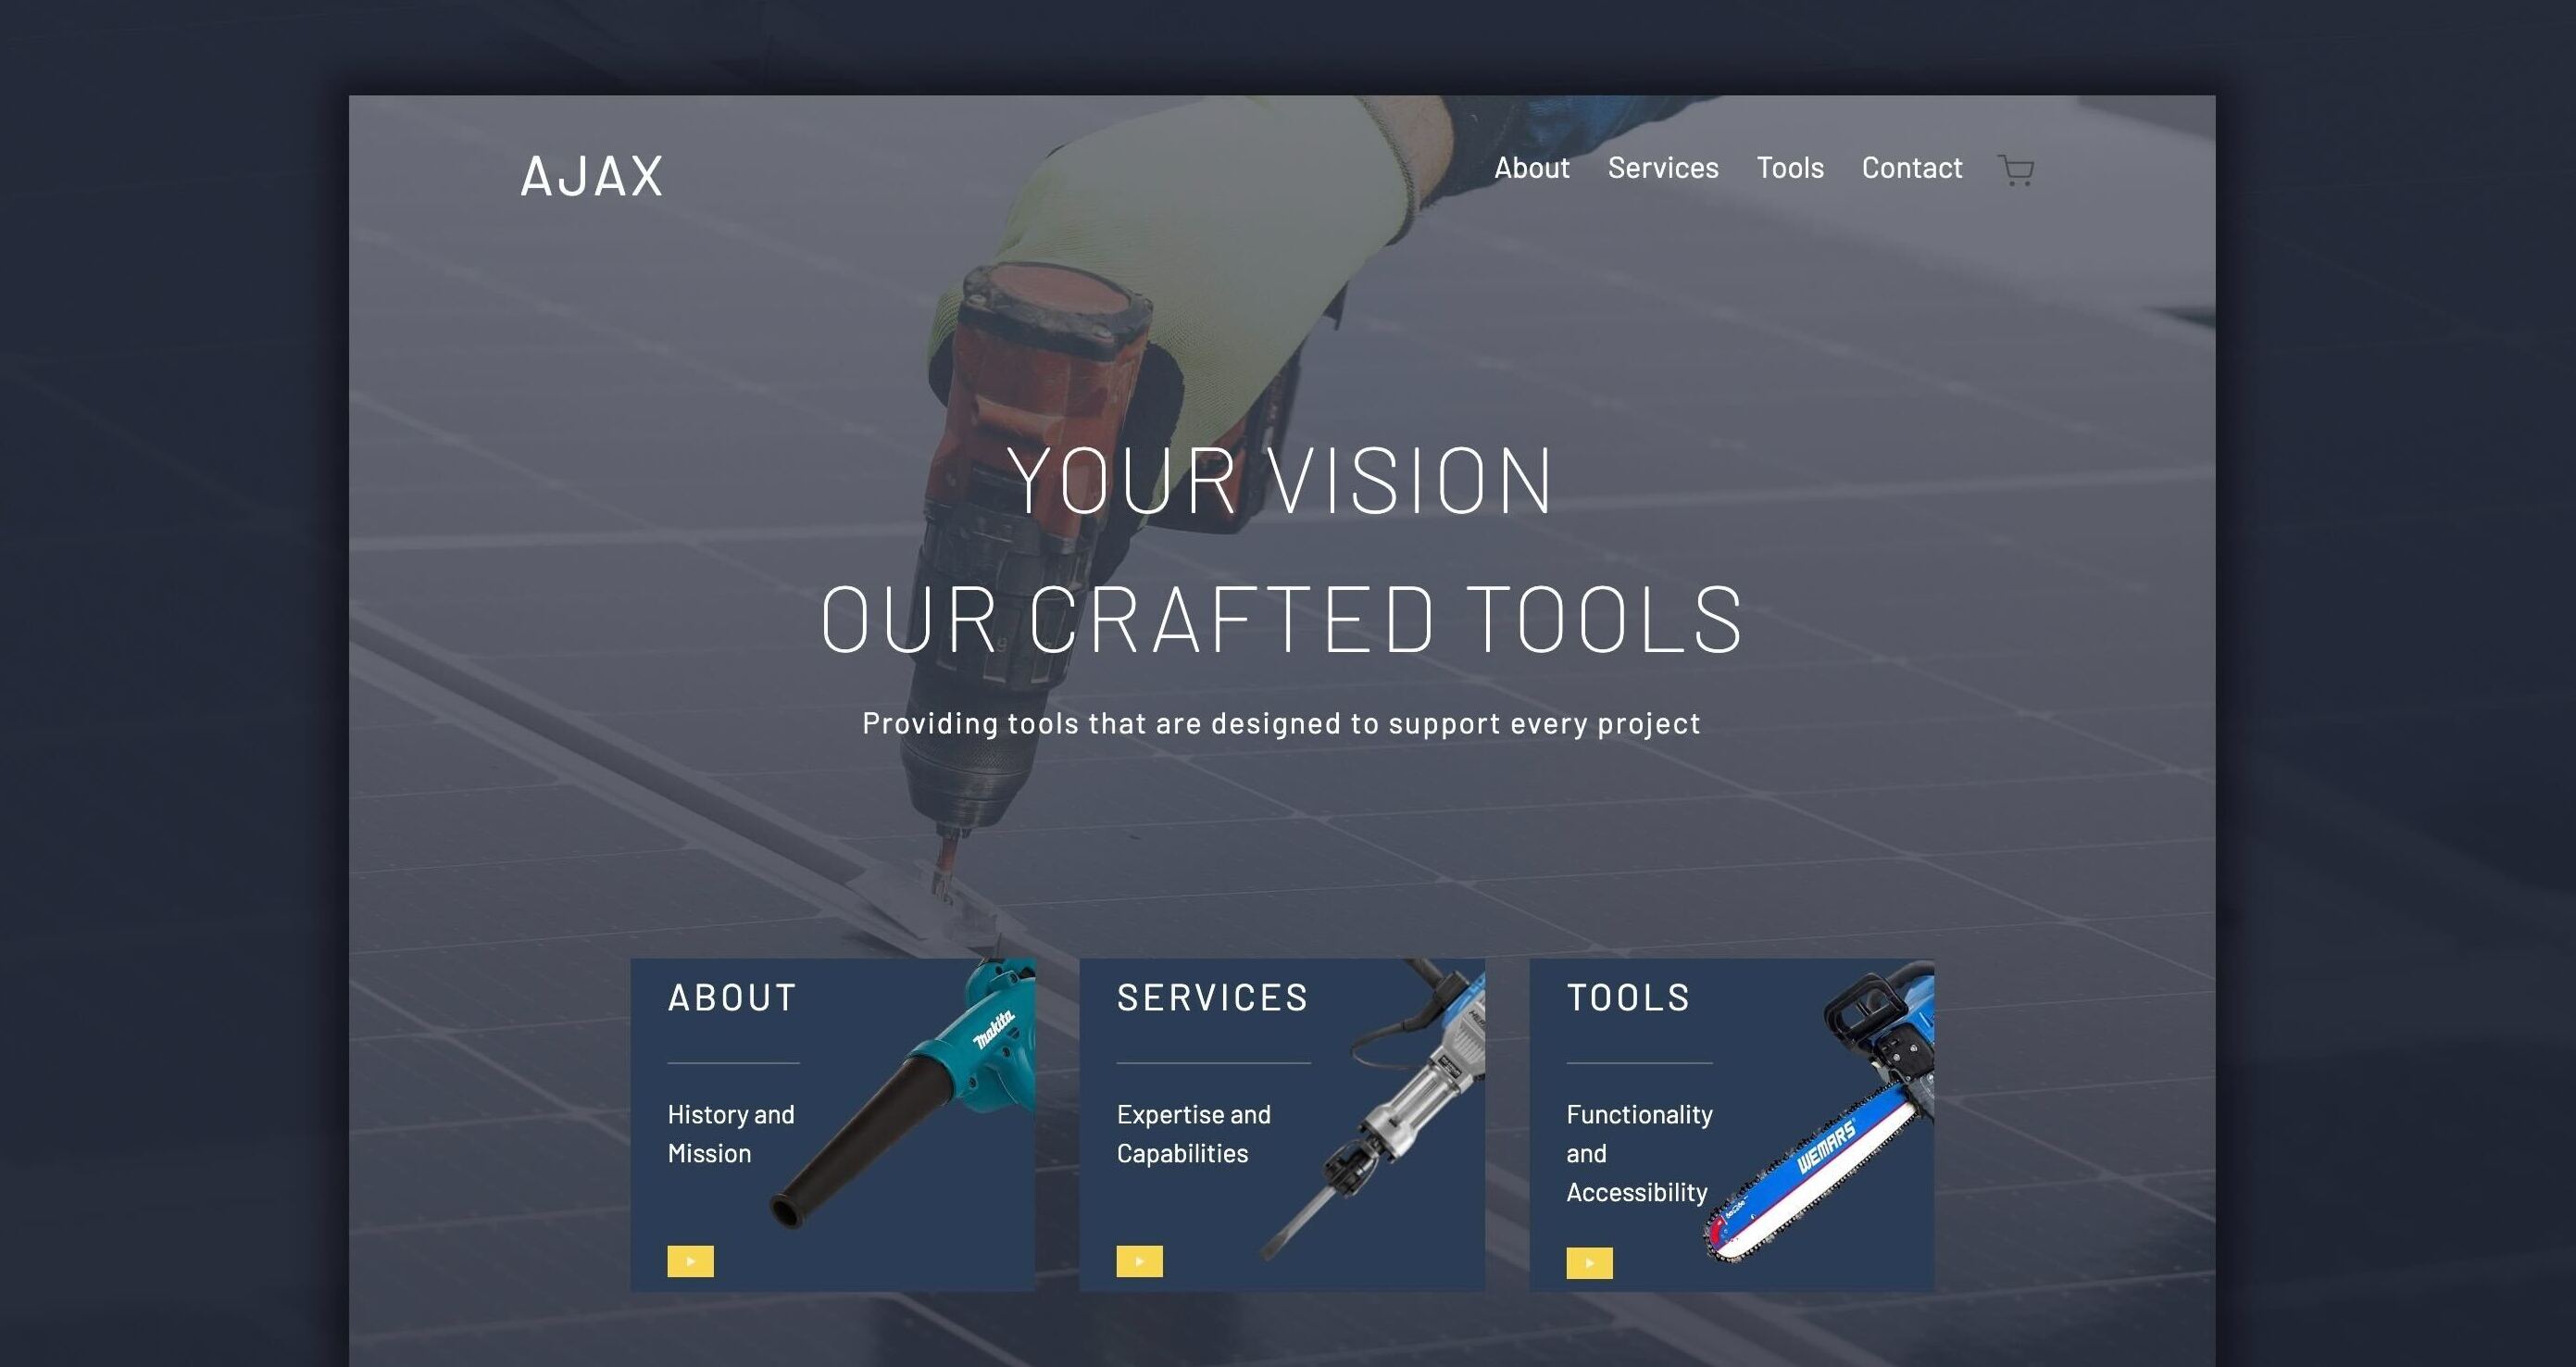 AJAX
About Services Tools Contact
YOUR VISION
OUR CRAFTED TOOLS
Providing tools that are designed to support every project
ABOUT
makita
History and
Mission
SERVICES
Expertise and
Capabilities
TOOLS
Functionality
and
Accessibility
WEMARS